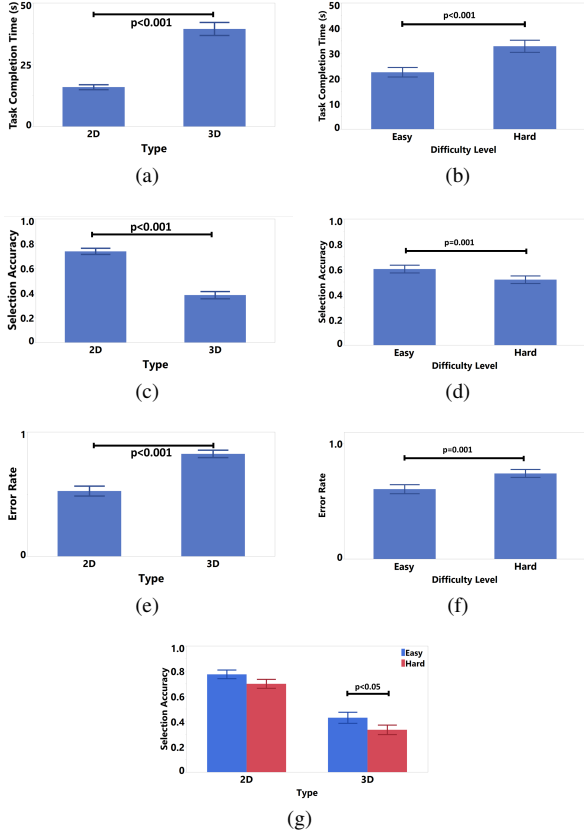 Task Completion Time (s)
50
25
0
p<0.001
2D
3D
Type
(a)
Task Completion Time (s)
50
40
30
20
10
0
p<0.001
Easy
Hard
Difficulty Level
(b)
Selection Accuracy
1.0
0.8
0.6
0.4
0.2
0
p<0.001
2D
3D
Type
(c)
Selection Accuracy
1.0
0.8
0.6
0.4
0.2
0
p=0.001
Easy
Hard
Difficulty Level
(d)
Error Rate
1
0
p<0.001
2D
3D
Type
(e)
Error Rate
1.0
0
p=0.001
Easy
Hard
Difficulty Level
(f)
Selection Accuracy
1.0
0.8
0.6
0.4
0.2
0
Easy
Hard
p<0.05
2D
3D
Type
(g)